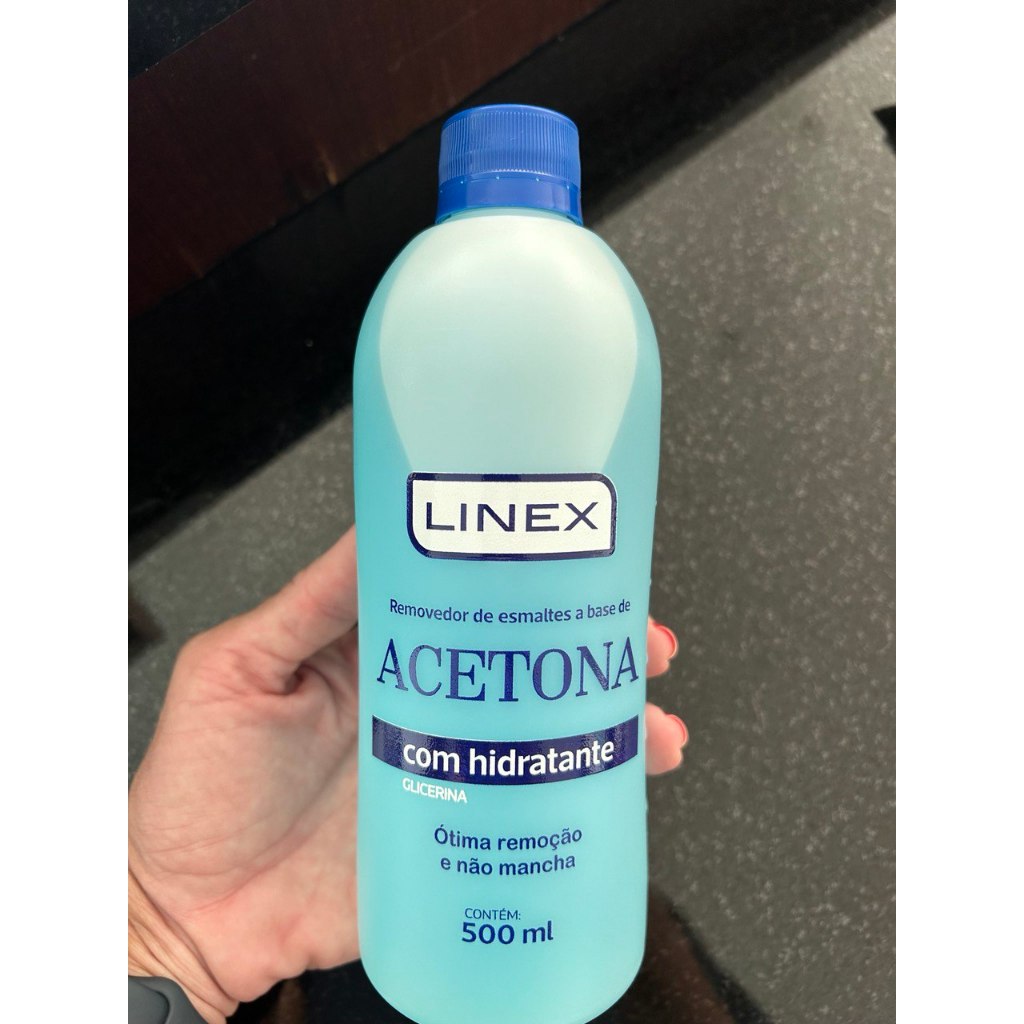 LINEX
Removedor de esmaltes a base de
ACETONA
com hidratante
GLICERINA
Ótima remoção
e não mancha
CONTÉM:
500 ml